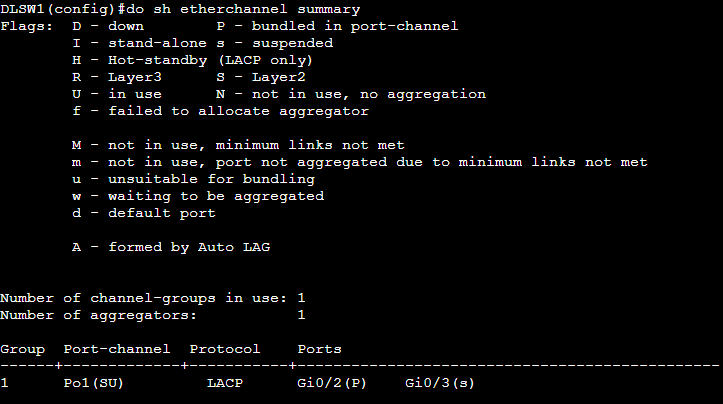 DLSW1(config)#do sh etherchannel summary
Flags:  D - down        P - bundled in port-channel
        I - stand-alone s - suspended
        H - Hot-standby (LACP only)
        R - Layer3      S - Layer2
        U - in use      N - not in use, no aggregation
        f - failed to allocate aggregator

        M - not in use, minimum links not met
        m - not in use, port not aggregated due to minimum links not met
        u - unsuitable for bundling
        w - waiting to be aggregated
        d - default port

        A - formed by Auto LAG


Number of channel-groups in use: 1
Number of aggregators:           1

Group  Port-channel  Protocol    Ports
------+-------------+-----------+-----------------------------------------------
1      Po1(SU)         LACP      Gi0/2(P)    Gi0/3(s)